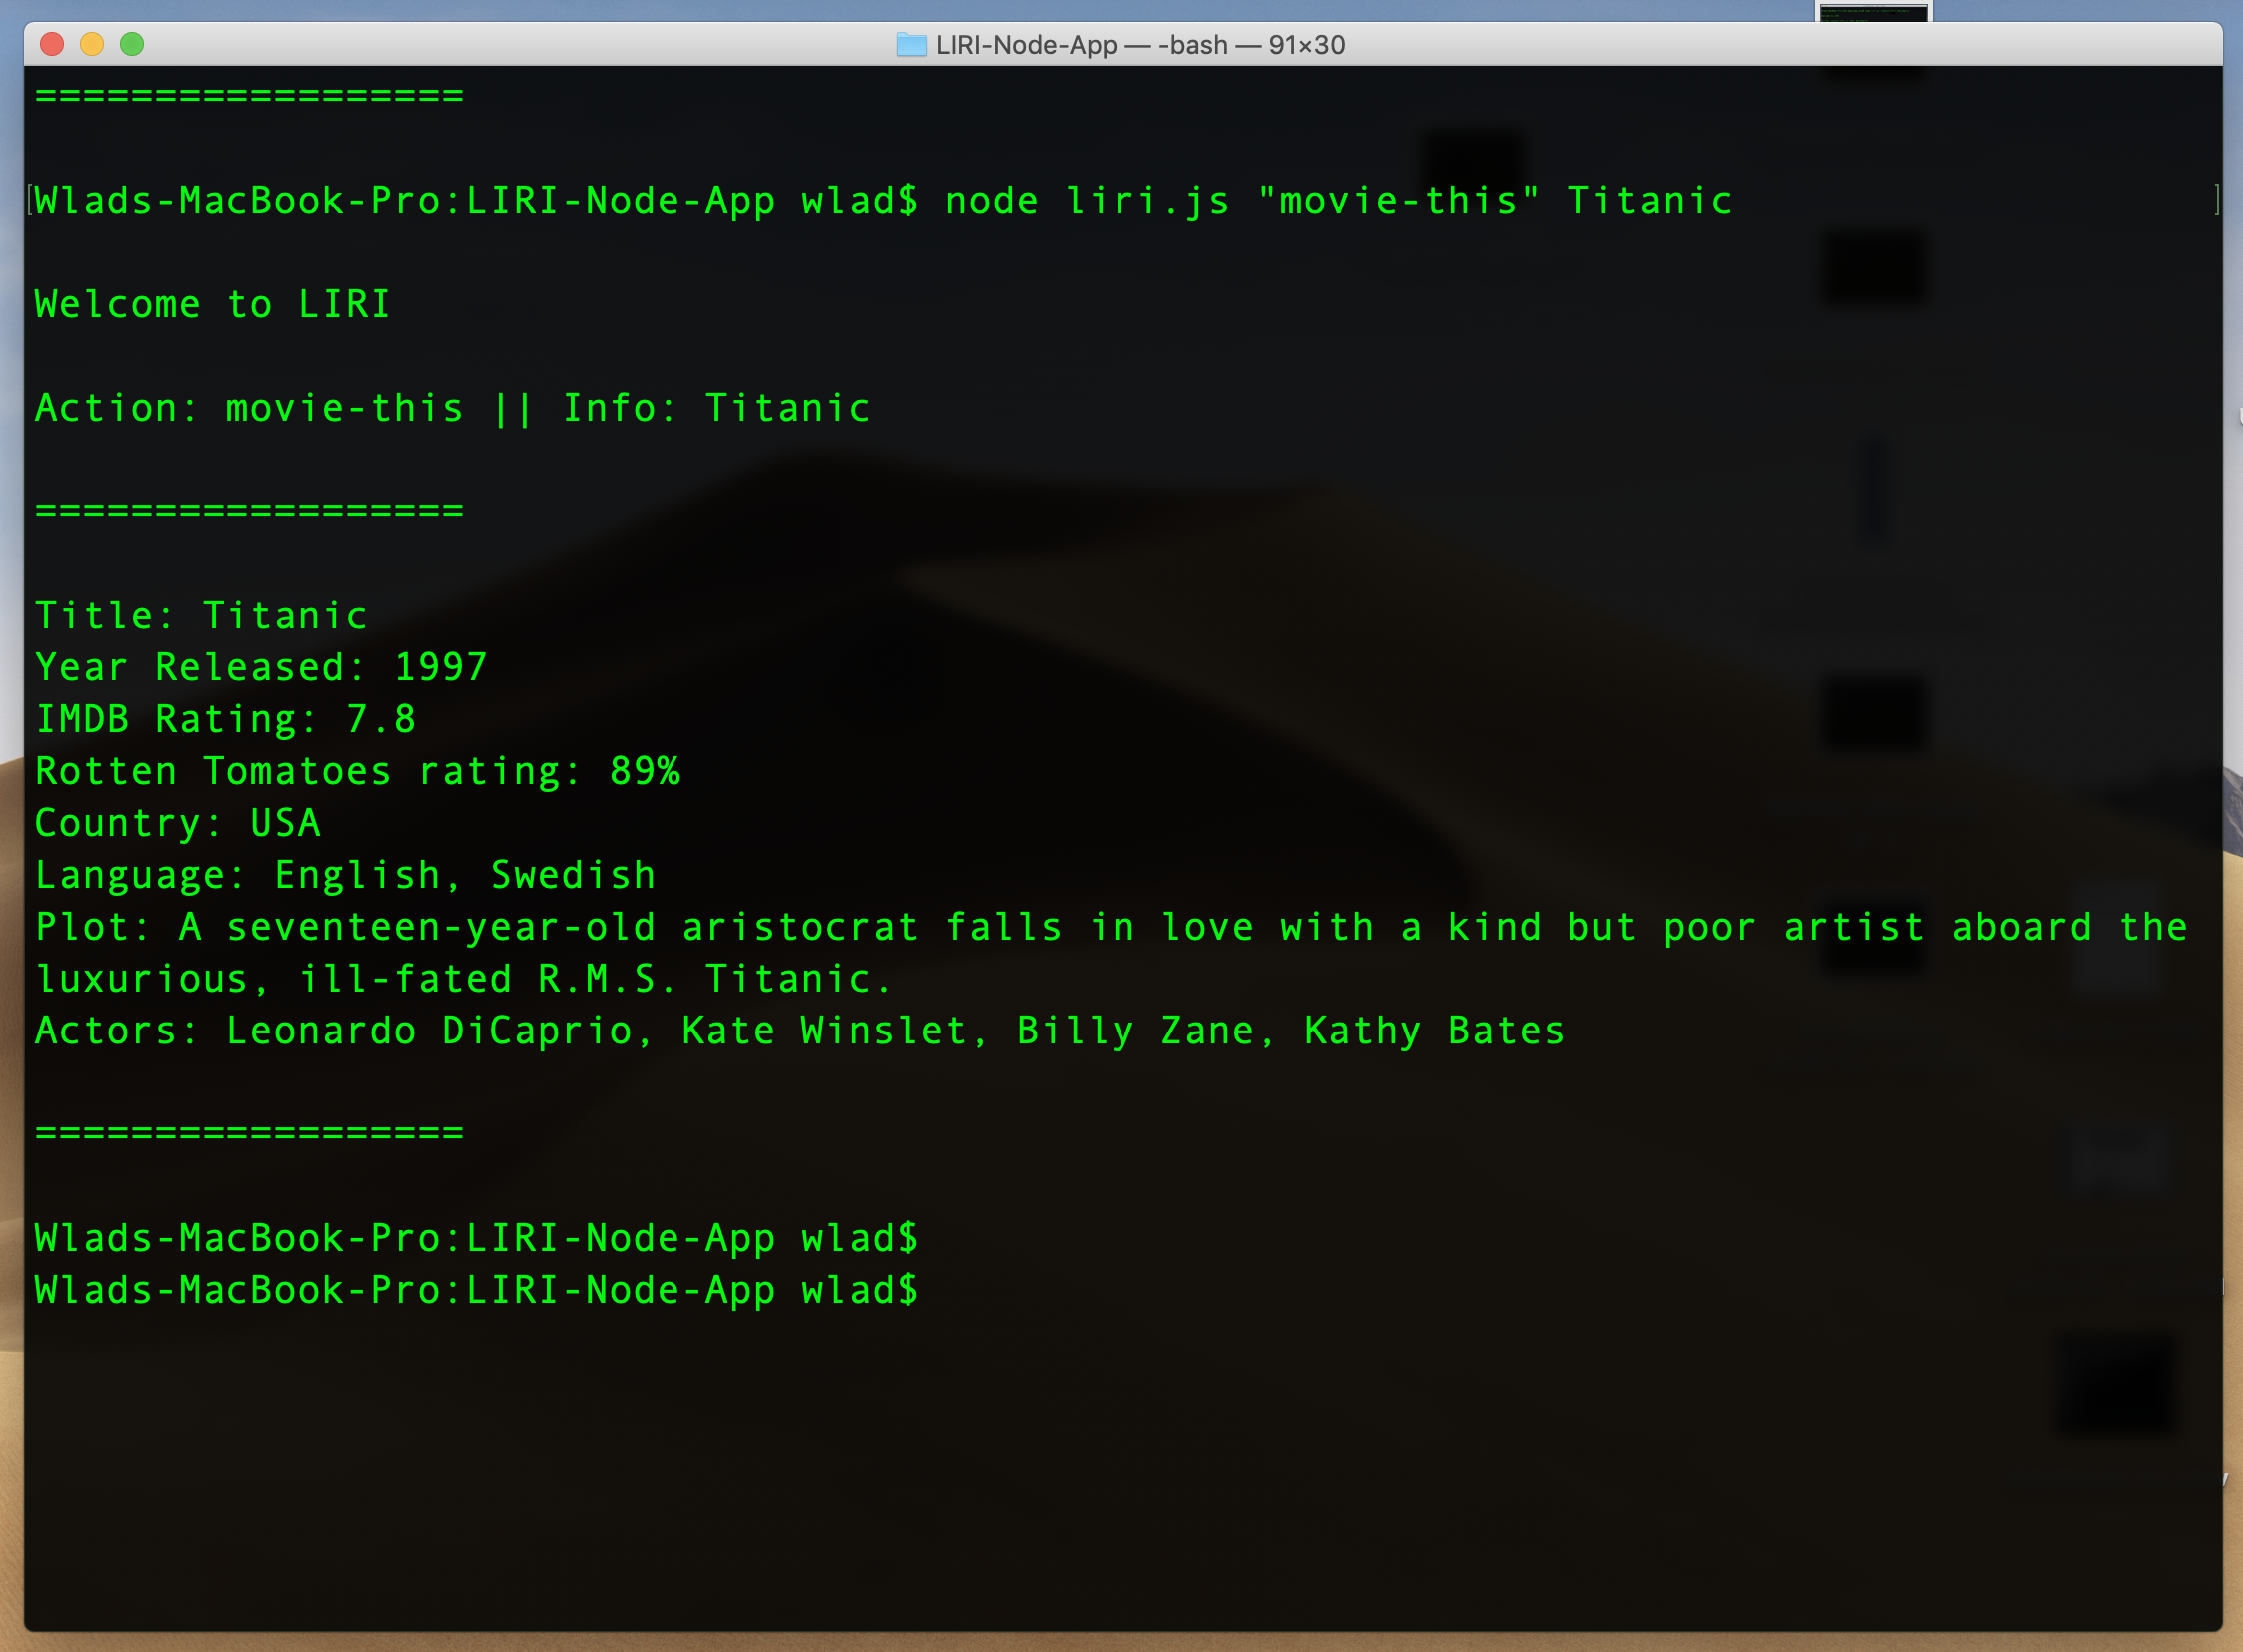 LIRI-Node-App — -bash — 91×30
==================
[Wlads-MacBook-Pro:LIRI-Node-App wlad$ node liri.js "movie-this" Titanic ]
Welcome to LIRI
Action: movie-this || Info: Titanic
==================
Title: Titanic
Year Released: 1997
IMDB Rating: 7.8
Rotten Tomatoes rating: 89%
Country: USA
Language: English, Swedish
Plot: A seventeen-year-old aristocrat falls in love with a kind but poor artist aboard the
luxurious, ill-fated R.M.S. Titanic.
Actors: Leonardo DiCaprio, Kate Winslet, Billy Zane, Kathy Bates
==================
Wlads-MacBook-Pro:LIRI-Node-App wlad$
Wlads-MacBook-Pro:LIRI-Node-App wlad$